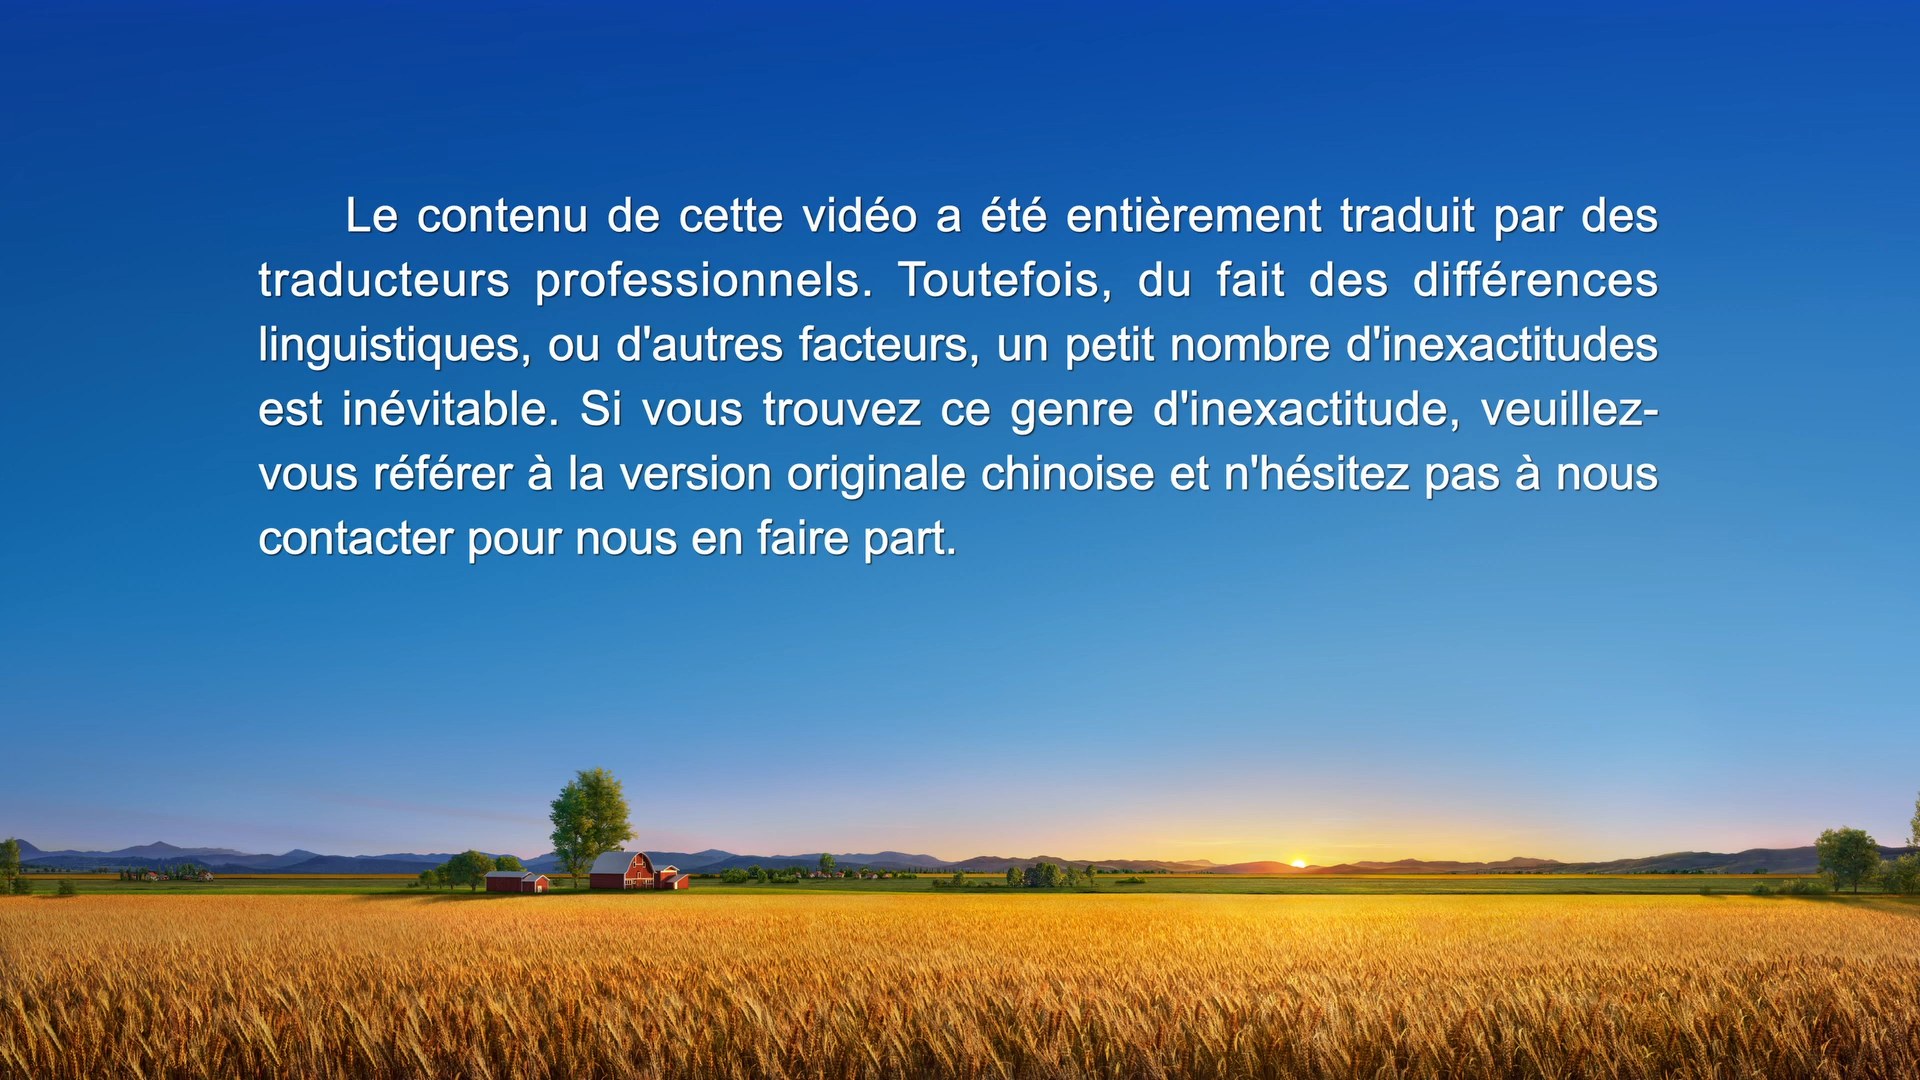 Le contenu de cette vidéo a été entièrement traduit par des
traducteurs professionnels. Toutefois, du fait des différences
linguistiques, ou d'autres facteurs, un petit nombre d'inexactitudes
est inévitable. Si vous trouvez ce genre d'inexactitude, veuillez-
vous référer à la version originale chinoise et n'hésitez pas à nous
contacter pour nous en faire part.